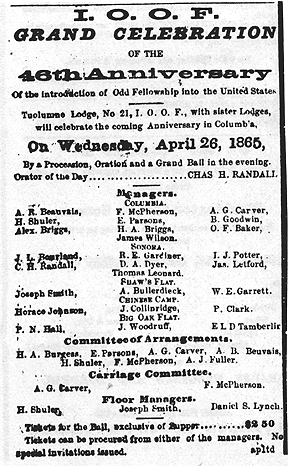 I. O. O. F.
GRAND CELEBRATION
OF THE
46th Anniversary
Of the introduction of Odd Fellowship into the United State
Tuolumne Lodge, No 21, I. O. O. F., with sister Lodges,
will celebrate the coming Anniversary in Columb'a,
On Wednesday, April 26, 1865,
By a Procession, Oration and a Grand Ball in the evening.
Orator of the Day...............CHAS H. RANDALL.
Managers.
COLUMBIA.
A. R. Beauvais, F. McPherson, A. G. Carver,
H. Shuler, E. Parsons, B. Goodwin,
Alex. Briggs, H. A. Briggs, O. F. Baker,
James Wilson.
SONORA.
J. L. Bourland, R. E. Gardiner, I. J. Potter,
C. H. Randall, D. A. Dyer, Jas. Letford,
Thomas Leonard.
SHAW'S FLAT.
Joseph Smith, A. Bullerdieck, W. E. Garrett.
CHINESE CAMP.
Horace Johnson, J. Collinridge, P. Clark.
BIG OAK FLAT.
P. N. Hall, J. Woodruff, E L D Tamberlin
Committee of Arrangements.
H. A. Burgess, E. Parsons, A. G. Carver, A. B. Beuvais,
H. Shuler, F. McPherson, A. J. Fuller.
Carriage Committee.
A. G. Carver, F. McPherson.
Floor Managers.
H. Shuler, Joseph Smith, Daniel S. Lynch.
Tickets for the Ball, exclusive of Supper.......$2 50
Tickets can be procured from either of the managers. No
special invitations issued. ap1td